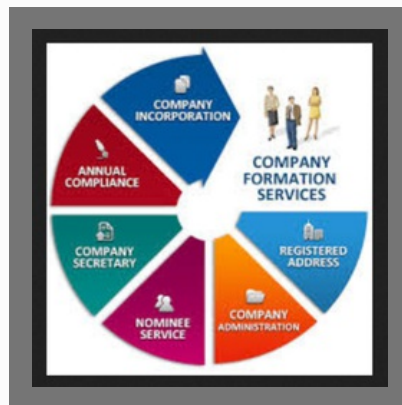 COMPANY
INCORPORATION
COMPANY
FORMATION
SERVICES
ANNUAL
COMPLIANCE
COMPANY
SECRETARY
REGISTERED
ADDRESS
NOMINEE
SERVICE
COMPANY
ADMINISTRATION